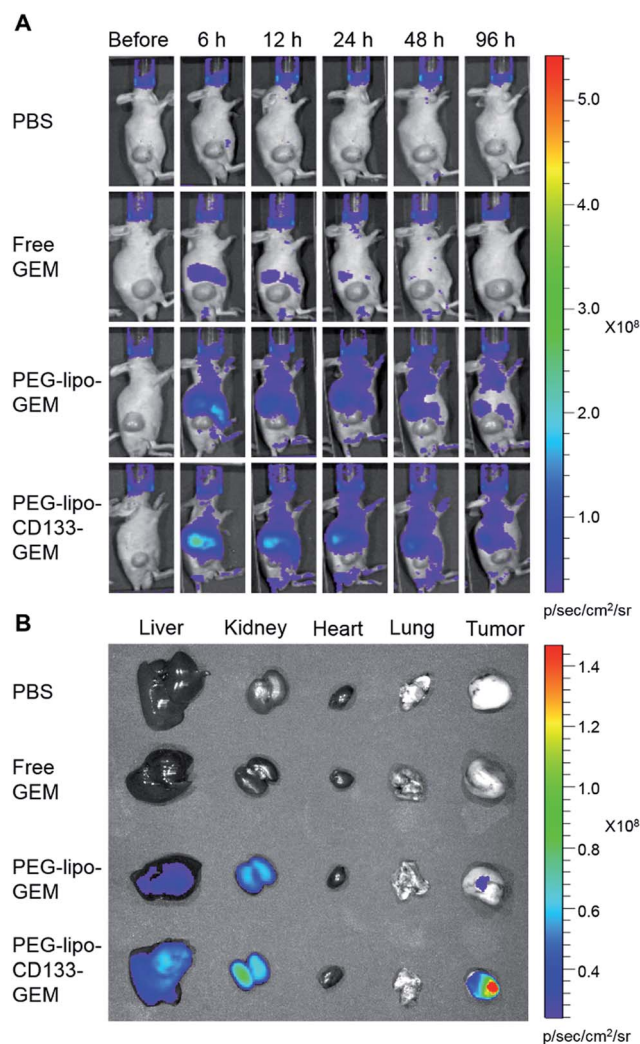 A
Before 6 h 12 h 24 h 48 h 96 h
PBS
Free
GEM
PEG-lipo-
GEM
PEG-lipo-
CD133-
GEM
5.0
4.0
3.0
X10⁸
2.0
1.0
p/sec/cm²/sr
B
Liver Kidney Heart Lung Tumor
PBS
Free
GEM
PEG-lipo-
GEM
PEG-lipo-
CD133-
GEM
1.4
1.2
1.0
X10⁸
0.8
0.6
0.4
p/sec/cm²/sr